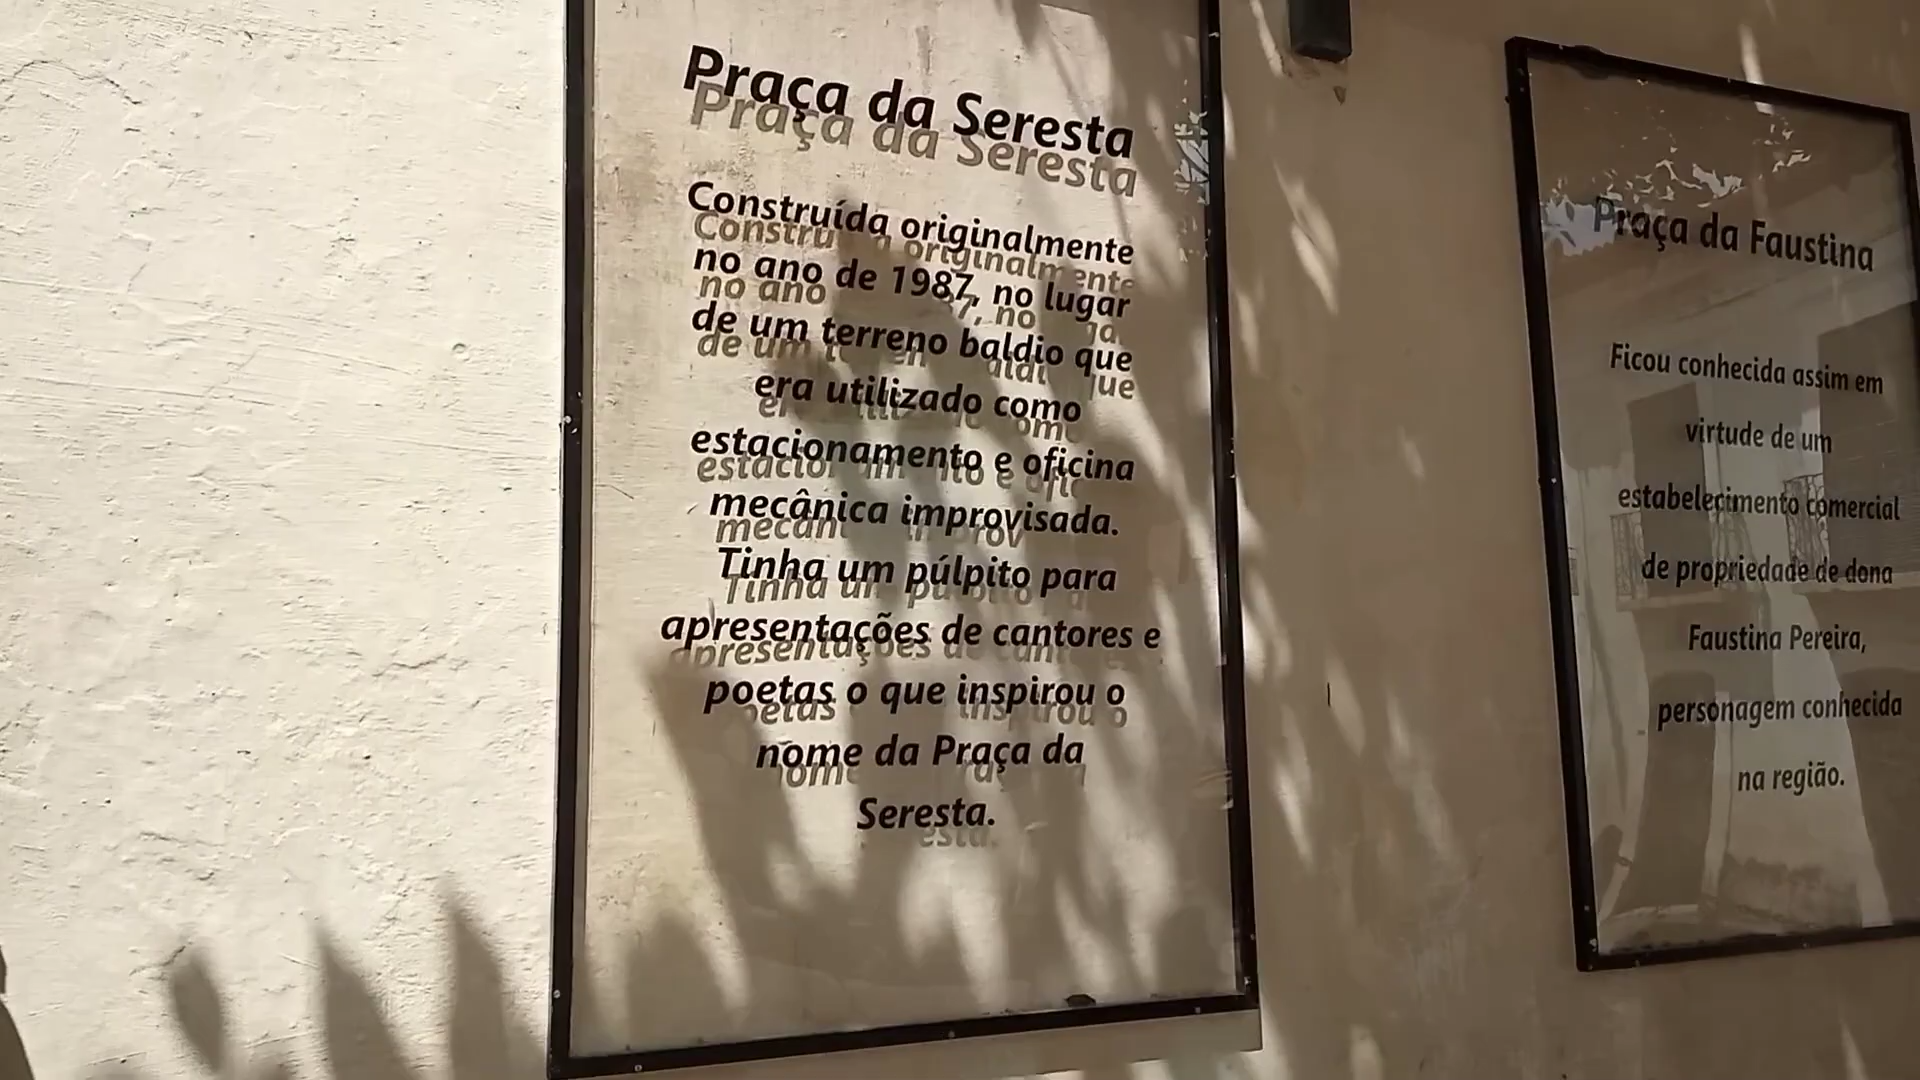 Praça da Seresta
Construída originalmente
no ano de 1987, no lugar
de um terreno baldio que
era utilizado como
estacionamento e oficina
mecânica improvisada.
Tinha um púlpito para
apresentações de cantores e
poetas o que inspirou o
nome da Praça da
Seresta.
Praça da Faustina
Ficou conhecida assim em
virtude de um
estabelecimento comercial
de propriedade de dona
Faustina Pereira,
personagem conhecida
na região.